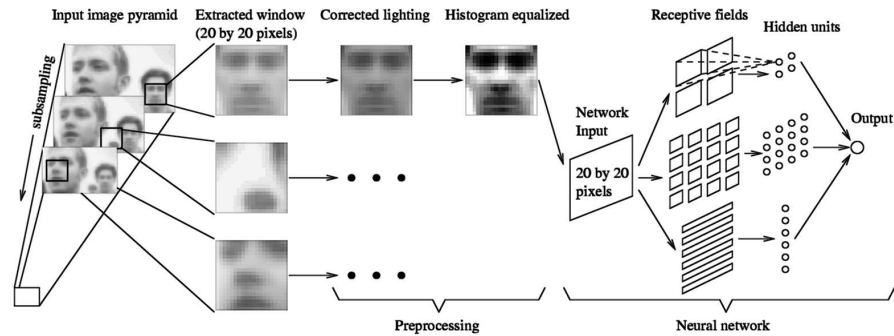 Input image pyramid
Extracted window
(20 by 20 pixels)
Corrected lighting
Histogram equalized
Receptive fields
Hidden units
subsampling
Network
Input
Output
20 by 20
pixels
Preprocessing
Neural network